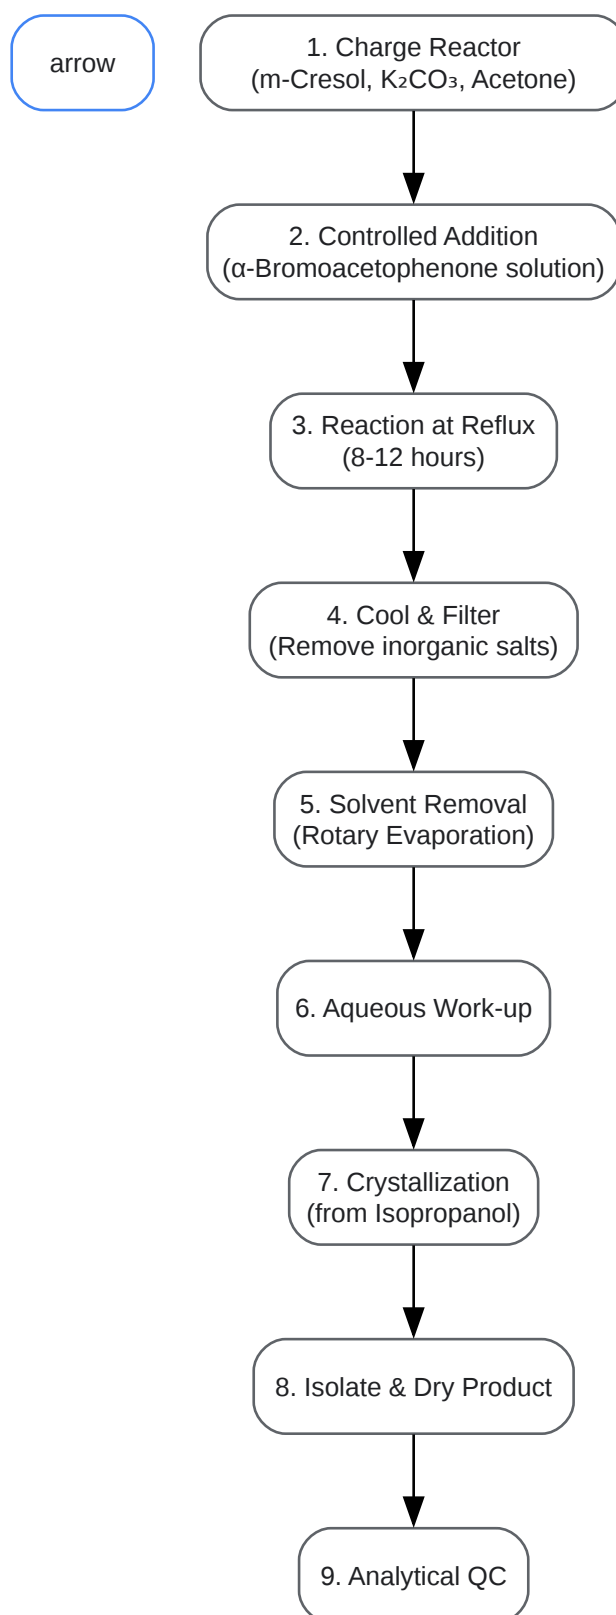 arrow
1. Charge Reactor
(m-Cresol, K₂CO₃, Acetone)
2. Controlled Addition
(α-Bromoacetophenone solution)
3. Reaction at Reflux
(8-12 hours)
4. Cool & Filter
(Remove inorganic salts)
5. Solvent Removal
(Rotary Evaporation)
6. Aqueous Work-up
7. Crystallization
(from Isopropanol)
8. Isolate & Dry Product
9. Analytical QC